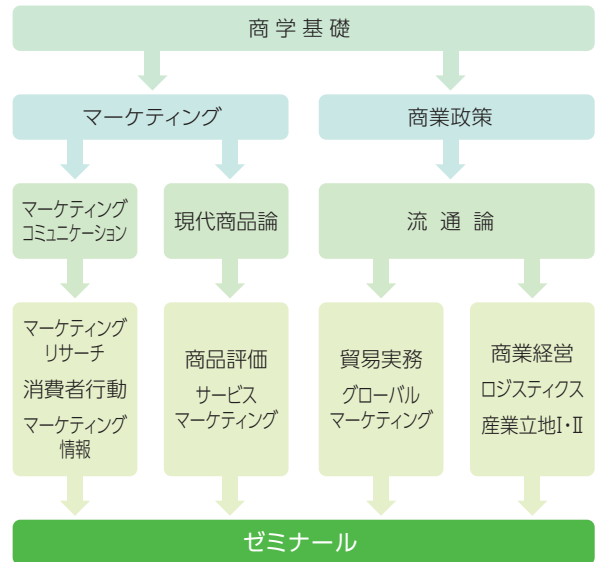 商学基礎
マーケティング
商業政策
マーケティング
コミュニケーション
現代商品論
流通論
マーケティング
リサーチ
消費者行動
マーケティング
情報
商品評価
サービス
マーケティング
貿易実務
グローバル
マーケティング
商業経営
ロジスティクス
産業立地Ⅰ・Ⅱ
ゼミナール